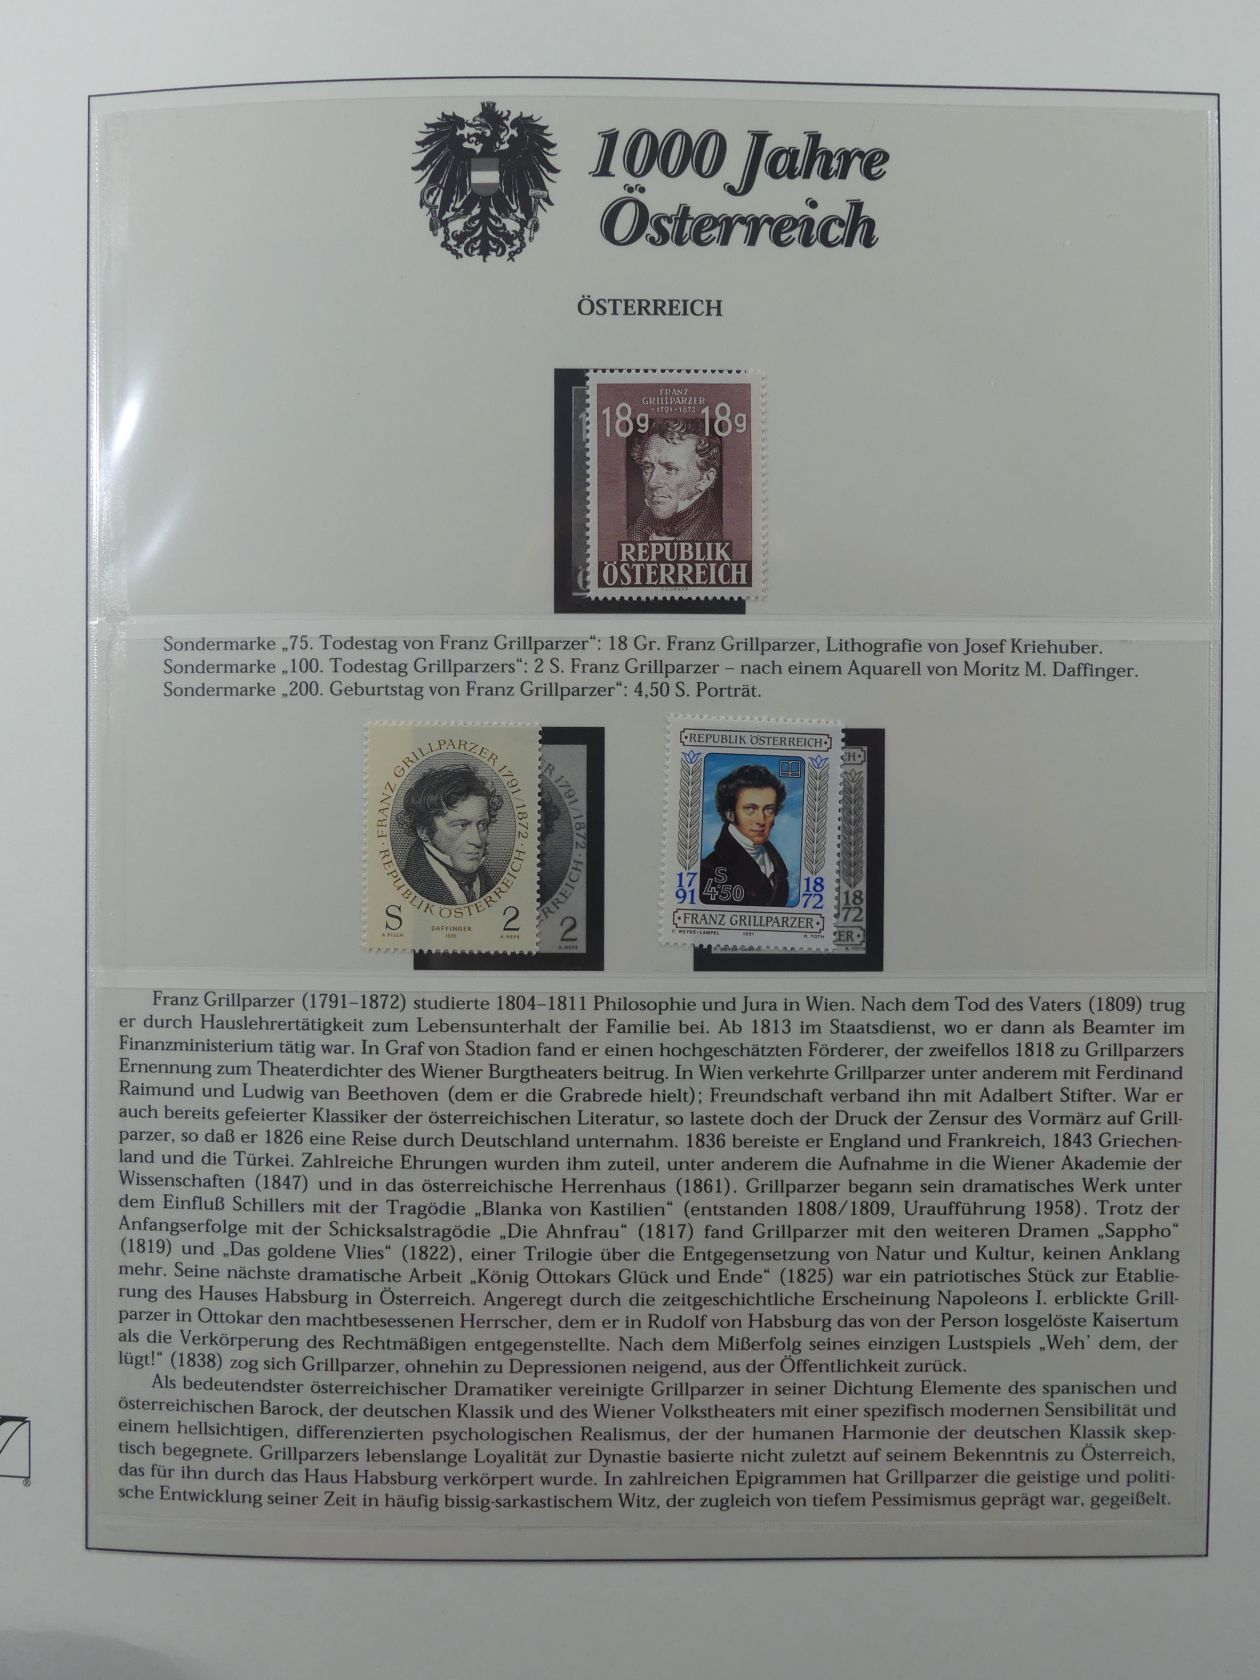 1000 Jahre
Österreich
ÖSTERREICH
FRANZ
GRILLPARZER
• 1791 • 1872
18g 18g
REPUBLIK
ÖSTERREICH
Sondermarke „75. Todestag von Franz Grillparzer“: 18 Gr. Franz Grillparzer, Lithografie von Josef Kriehuber.
Sondermarke „100. Todestag Grillparzers“: 2 S. Franz Grillparzer – nach einem Aquarell von Moritz M. Daffinger.
Sondermarke „200. Geburtstag von Franz Grillparzer“: 4,50 S. Porträt.
· FRANZ GRILLPARZER 1791/1872 ·
REPUBLIK ÖSTERREICH
S 2
DAFFINGER
A. PILCH 1972 A. NEFE
1791/1872 ·
REICH
2
A. NEFE
REPUBLIK ÖSTERREICH
S
4·50
17
91
18
72
FRANZ GRILLPARZER
F. WEYSS-LAMPEL 1991 A. TOTH
CH
18
72
ER
F. WEYSS-LAMPEL A. TOTH
Franz Grillparzer (1791–1872) studierte 1804–1811 Philosophie und Jura in Wien. Nach dem Tod des Vaters (1809) trug
er durch Hauslehrertätigkeit zum Lebensunterhalt der Familie bei. Ab 1813 im Staatsdienst, wo er dann als Beamter im
Finanzministerium tätig war. In Graf von Stadion fand er einen hochgeschätzten Förderer, der zweifellos 1818 zu Grillparzers
Ernennung zum Theaterdichter des Wiener Burgtheaters beitrug. In Wien verkehrte Grillparzer unter anderem mit Ferdinand
Raimund und Ludwig van Beethoven (dem er die Grabrede hielt); Freundschaft verband ihn mit Adalbert Stifter. War er
auch bereits gefeierter Klassiker der österreichischen Literatur, so lastete doch der Druck der Zensur des Vormärz auf Grill-
parzer, so daß er 1826 eine Reise durch Deutschland unternahm. 1836 bereiste er England und Frankreich, 1843 Griechen-
land und die Türkei. Zahlreiche Ehrungen wurden ihm zuteil, unter anderem die Aufnahme in die Wiener Akademie der
Wissenschaften (1847) und in das österreichische Herrenhaus (1861). Grillparzer begann sein dramatisches Werk unter
dem Einfluß Schillers mit der Tragödie „Blanka von Kastilien“ (entstanden 1808/1809, Uraufführung 1958). Trotz der
Anfangserfolge mit der Schicksalstragödie „Die Ahnfrau“ (1817) fand Grillparzer mit den weiteren Dramen „Sappho“
(1819) und „Das goldene Vlies“ (1822), einer Trilogie über die Entgegensetzung von Natur und Kultur, keinen Anklang
mehr. Seine nächste dramatische Arbeit „König Ottokars Glück und Ende“ (1825) war ein patriotisches Stück zur Etablie-
rung des Hauses Habsburg in Österreich. Angeregt durch die zeitgeschichtliche Erscheinung Napoleons I. erblickte Grill-
parzer in Ottokar den machtbesessenen Herrscher, dem er in Rudolf von Habsburg das von der Person losgelöste Kaisertum
als die Verkörperung des Rechtmäßigen entgegenstellte. Nach dem Mißerfolg seines einzigen Lustspiels „Weh’ dem, der
lügt!“ (1838) zog sich Grillparzer, ohnehin zu Depressionen neigend, aus der Öffentlichkeit zurück.
Als bedeutendster österreichischer Dramatiker vereinigte Grillparzer in seiner Dichtung Elemente des spanischen und
österreichischen Barock, der deutschen Klassik und des Wiener Volkstheaters mit einer spezifisch modernen Sensibilität und
einem hellsichtigen, differenzierten psychologischen Realismus, der der humanen Harmonie der deutschen Klassik skep-
tisch begegnete. Grillparzers lebenslange Loyalität zur Dynastie basierte nicht zuletzt auf seinem Bekenntnis zu Österreich,
das für ihn durch das Haus Habsburg verkörpert wurde. In zahlreichen Epigrammen hat Grillparzer die geistige und politi-
sche Entwicklung seiner Zeit in häufig bissig-sarkastischem Witz, der zugleich von tiefem Pessimismus geprägt war, gegeißelt.
®